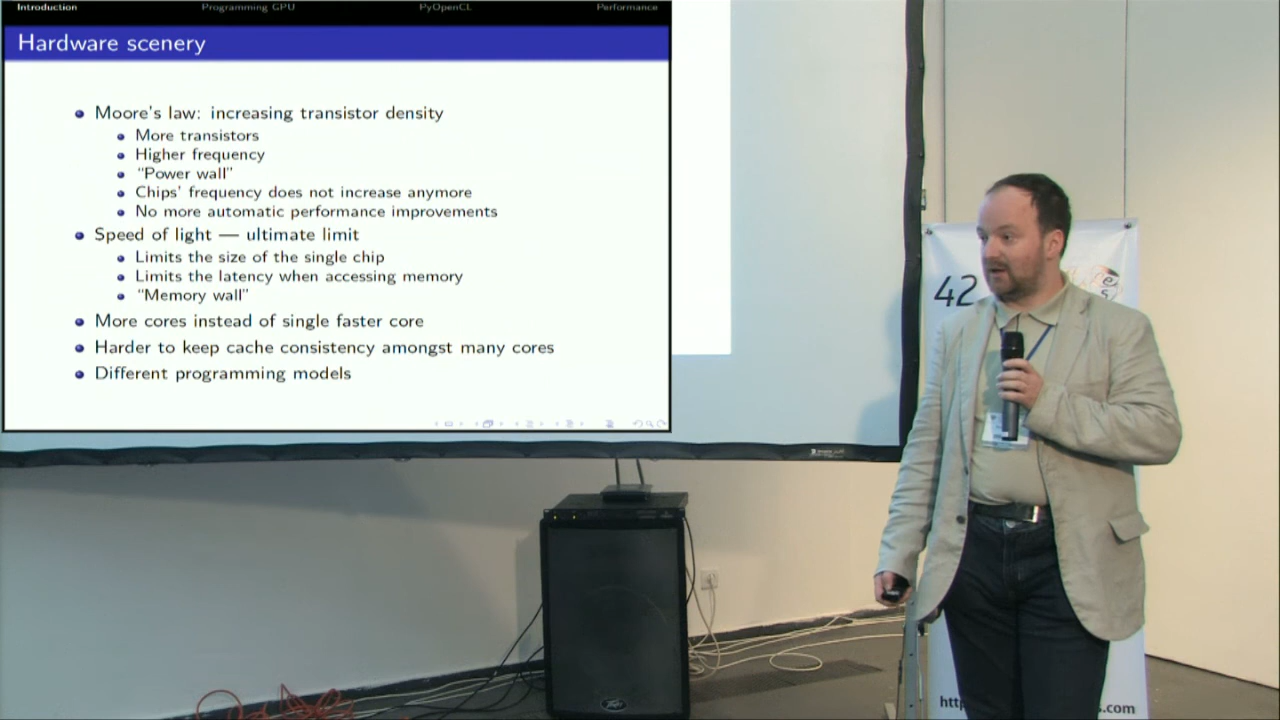 Introduction Programming GPU PyOpenCL Performance
Hardware scenery
Moore's law: increasing transistor density
More transistors
Higher frequency
"Power wall"
Chips' frequency does not increase anymore
No more automatic performance improvements
Speed of light — ultimate limit
Limits the size of the single chip
Limits the latency when accessing memory
"Memory wall"
More cores instead of single faster core
Harder to keep cache consistency amongst many cores
Different programming models
42
Peavey
http
s.com